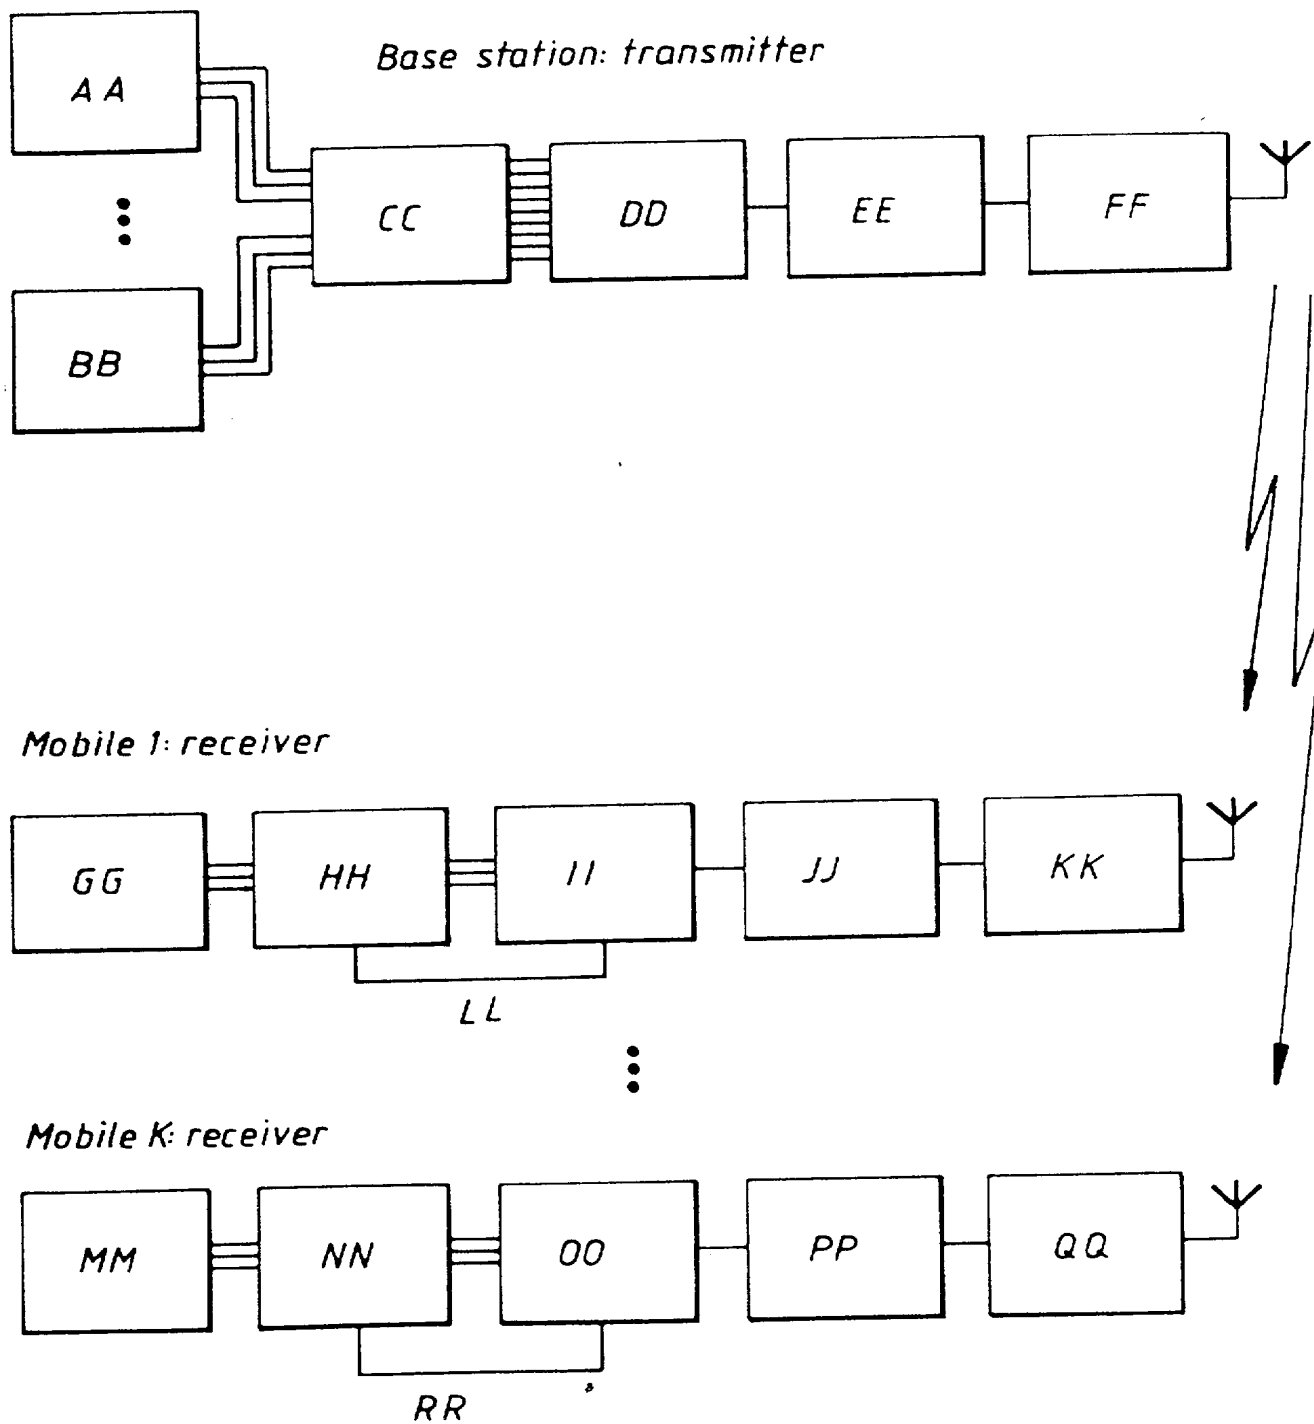 Base station: transmitter
AA
CC
DD
EE
FF
BB
Mobile 1: receiver
GG
HH
II
JJ
KK
LL
Mobile K: receiver
MM
NN
OO
PP
QQ
RR